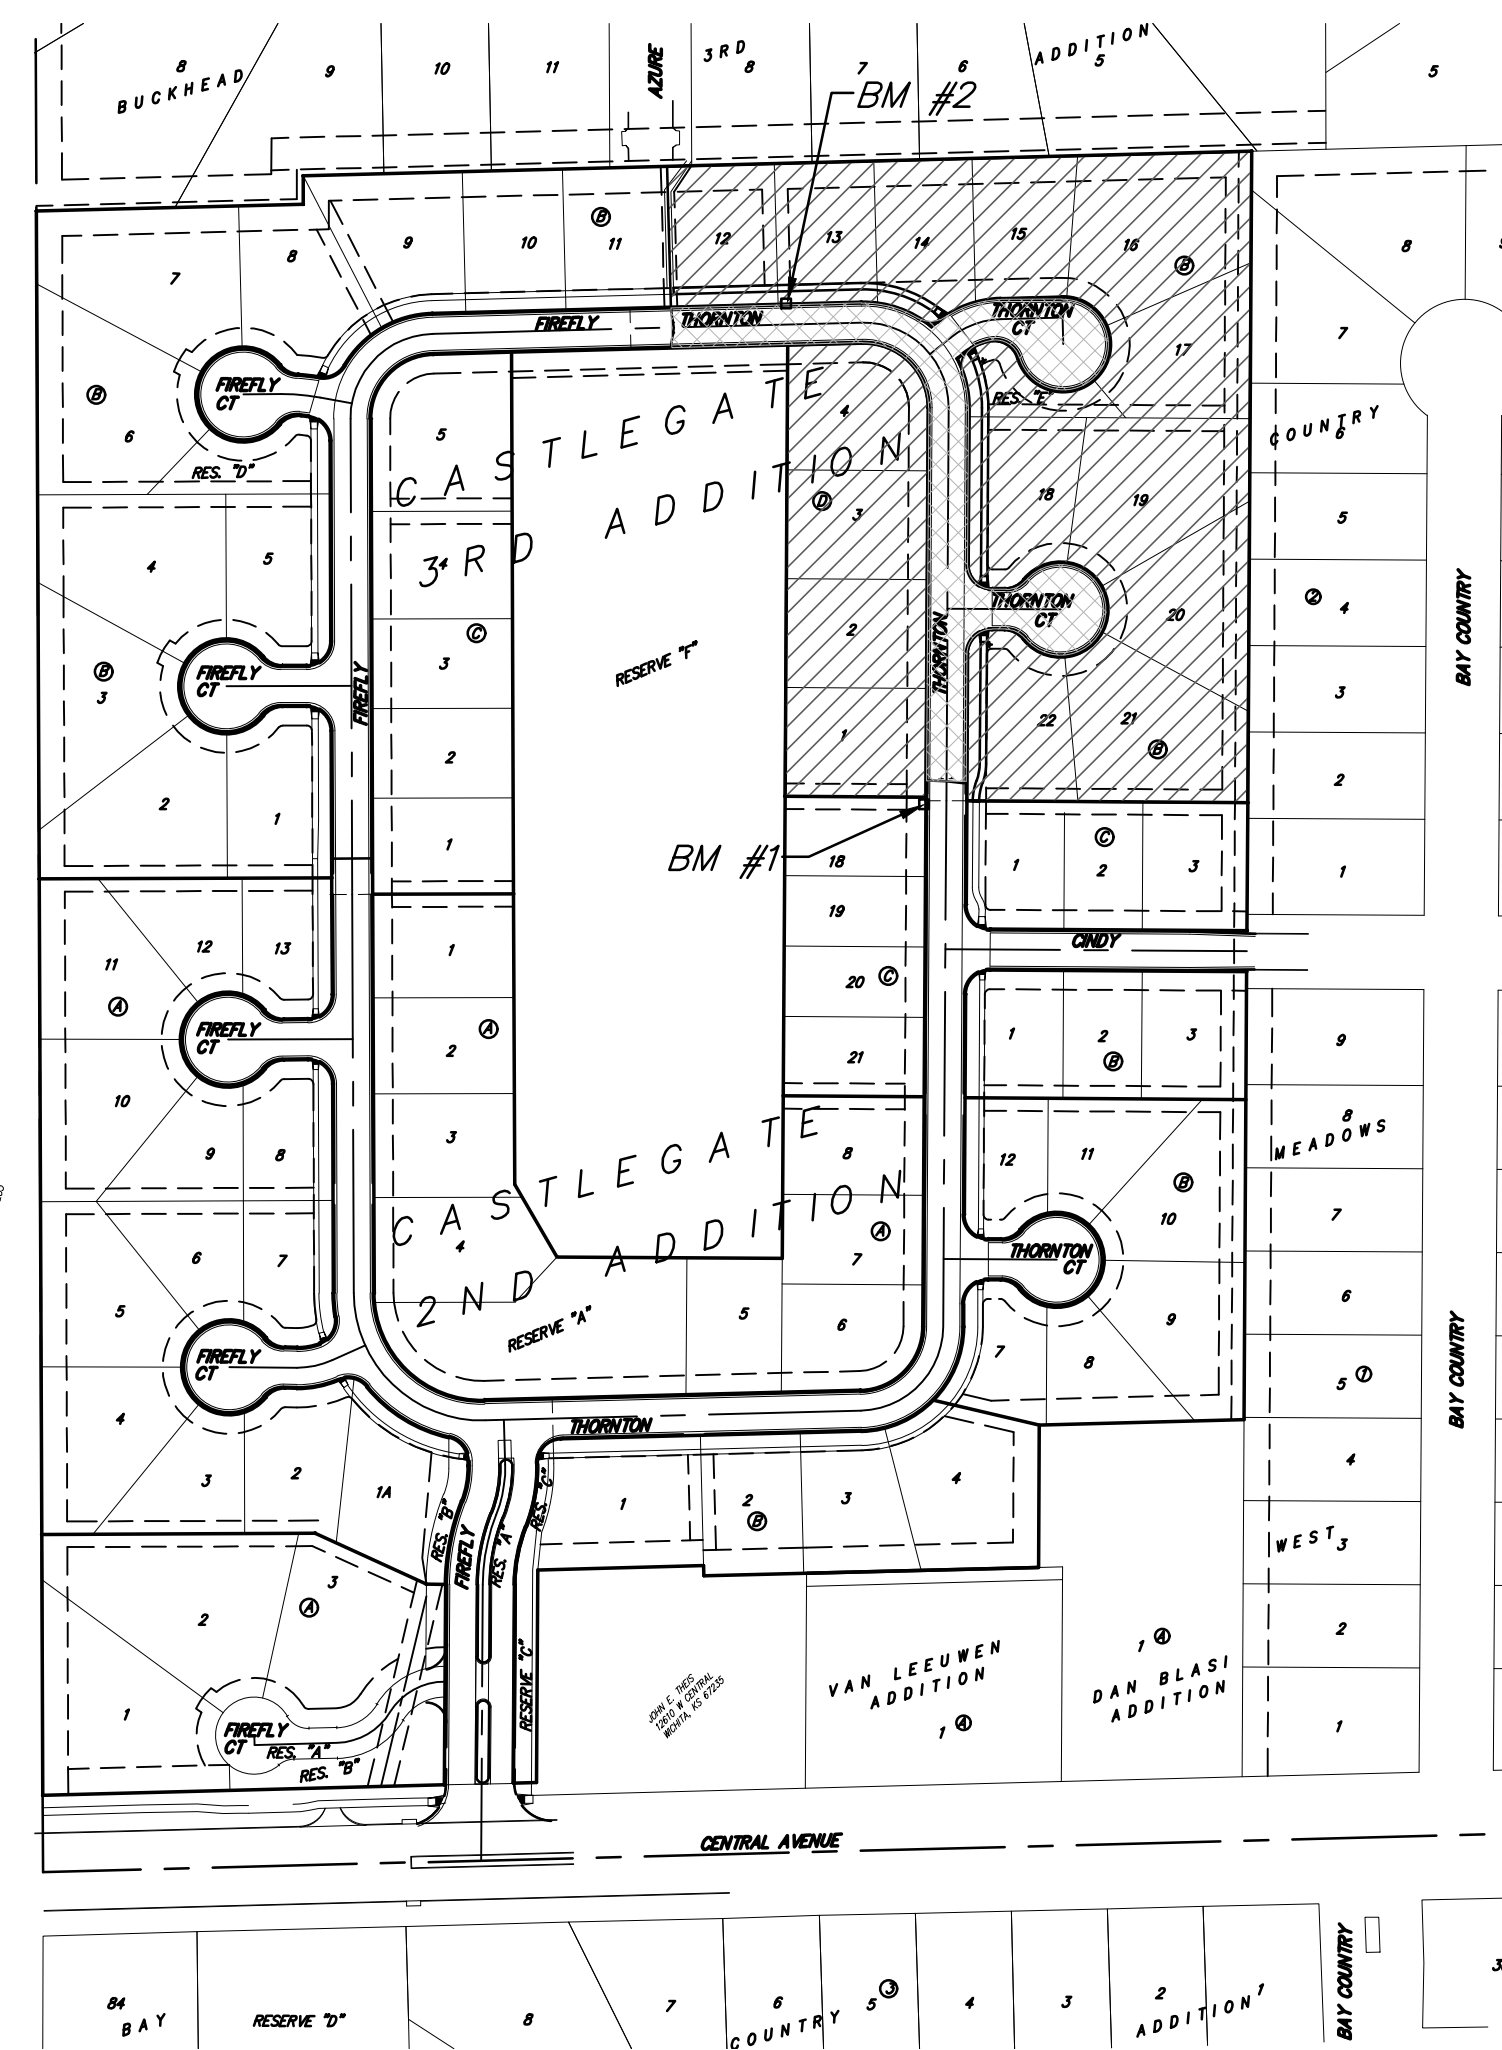 BUCKHEAD 3RD ADDITION
8
9
10
11
AZURE
8
7
6
5
5
BM #2
7
8
9
10
B
11
12
13
14
15
16
B
8
FIREFLY
THORNTON
THORNTON
CT
17
7
FIREFLY
CT
B
6
RES. "D"
5
RES. "E"
4
D
3
CASTLEGATE
3RD ADDITION
18
19
COUNTRY
6
5
4
5
4
C
3
RESERVE "F"
2
THORNTON
THORNTON
CT
20
2
4
BAY COUNTRY
B
3
FIREFLY
CT
FIREFLY
2
1
22
21
B
3
2
2
1
1
BM #1
18
19
20
C
21
C
1
2
3
1
CINDY
11
12
13
A
1
FIREFLY
CT
2
A
1
2
3
B
9
10
9
8
3
CASTLEGATE
2ND ADDITION
8
A
7
12
11
B
10
8
MEADOWS
7
6
7
4
THORNTON
CT
5
RESERVE "A"
5
6
7
8
9
6
BAY COUNTRY
FIREFLY
CT
4
3
2
1A
THORNTON
5
1
4
RES. "B"
FIREFLY
RES. "A"
RES. "C"
1
2
B
3
4
WEST
3
3
A
2
1
FIREFLY
CT
RES. "A"
RES. "B"
RESERVE "C"
JOHN E. THEIS
12610 W CENTRAL
WICHITA, KS 67235
VAN LEEUWEN
ADDITION
1 A
1 A
DAN BLASI
ADDITION
2
1
CENTRAL AVENUE
84
BAY
RESERVE "D"
8
7
6
COUNTRY
5
3
4
3
2
ADDITION
1
BAY COUNTRY